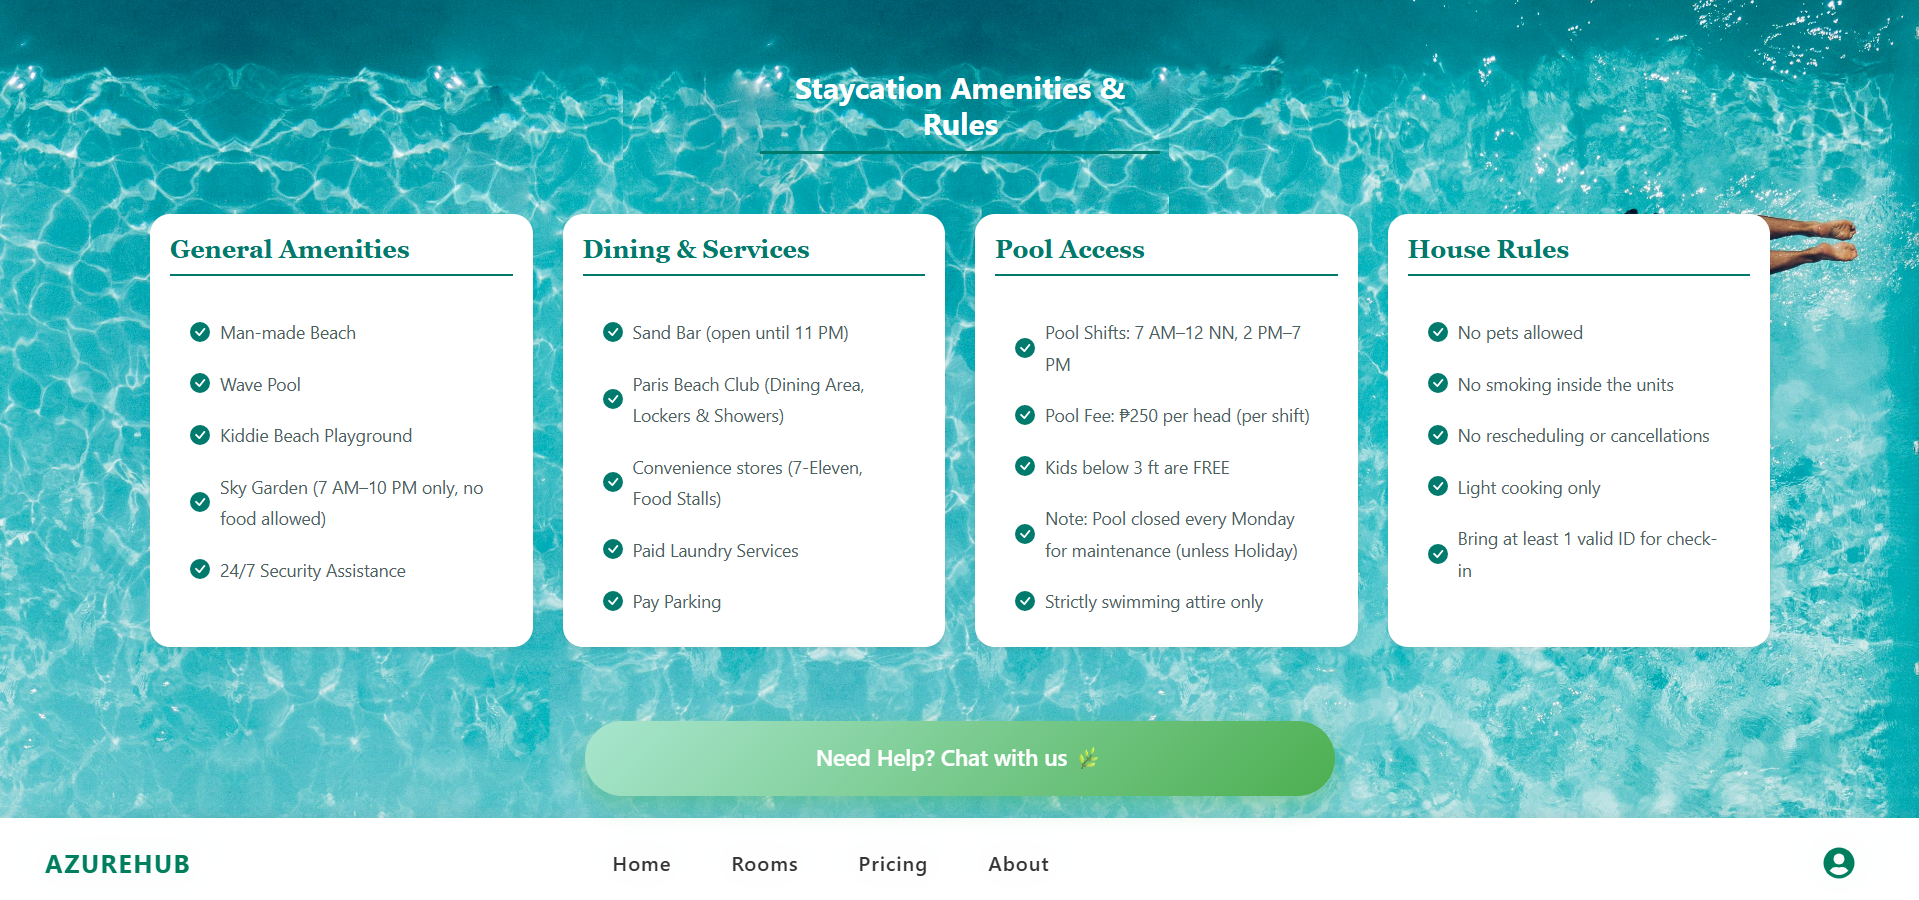 Staycation Amenities &
Rules
General Amenities
Man-made Beach
Wave Pool
Kiddie Beach Playground
Sky Garden (7 AM–10 PM only, no
food allowed)
24/7 Security Assistance
Dining & Services
Sand Bar (open until 11 PM)
Paris Beach Club (Dining Area,
Lockers & Showers)
Convenience stores (7-Eleven,
Food Stalls)
Paid Laundry Services
Pay Parking
Pool Access
Pool Shifts: 7 AM–12 NN, 2 PM–7
PM
Pool Fee: ₱250 per head (per shift)
Kids below 3 ft are FREE
Note: Pool closed every Monday
for maintenance (unless Holiday)
Strictly swimming attire only
House Rules
No pets allowed
No smoking inside the units
No rescheduling or cancellations
Light cooking only
Bring at least 1 valid ID for check-
in
Need Help? Chat with us 🌿
AZUREHUB
Home
Rooms
Pricing
About